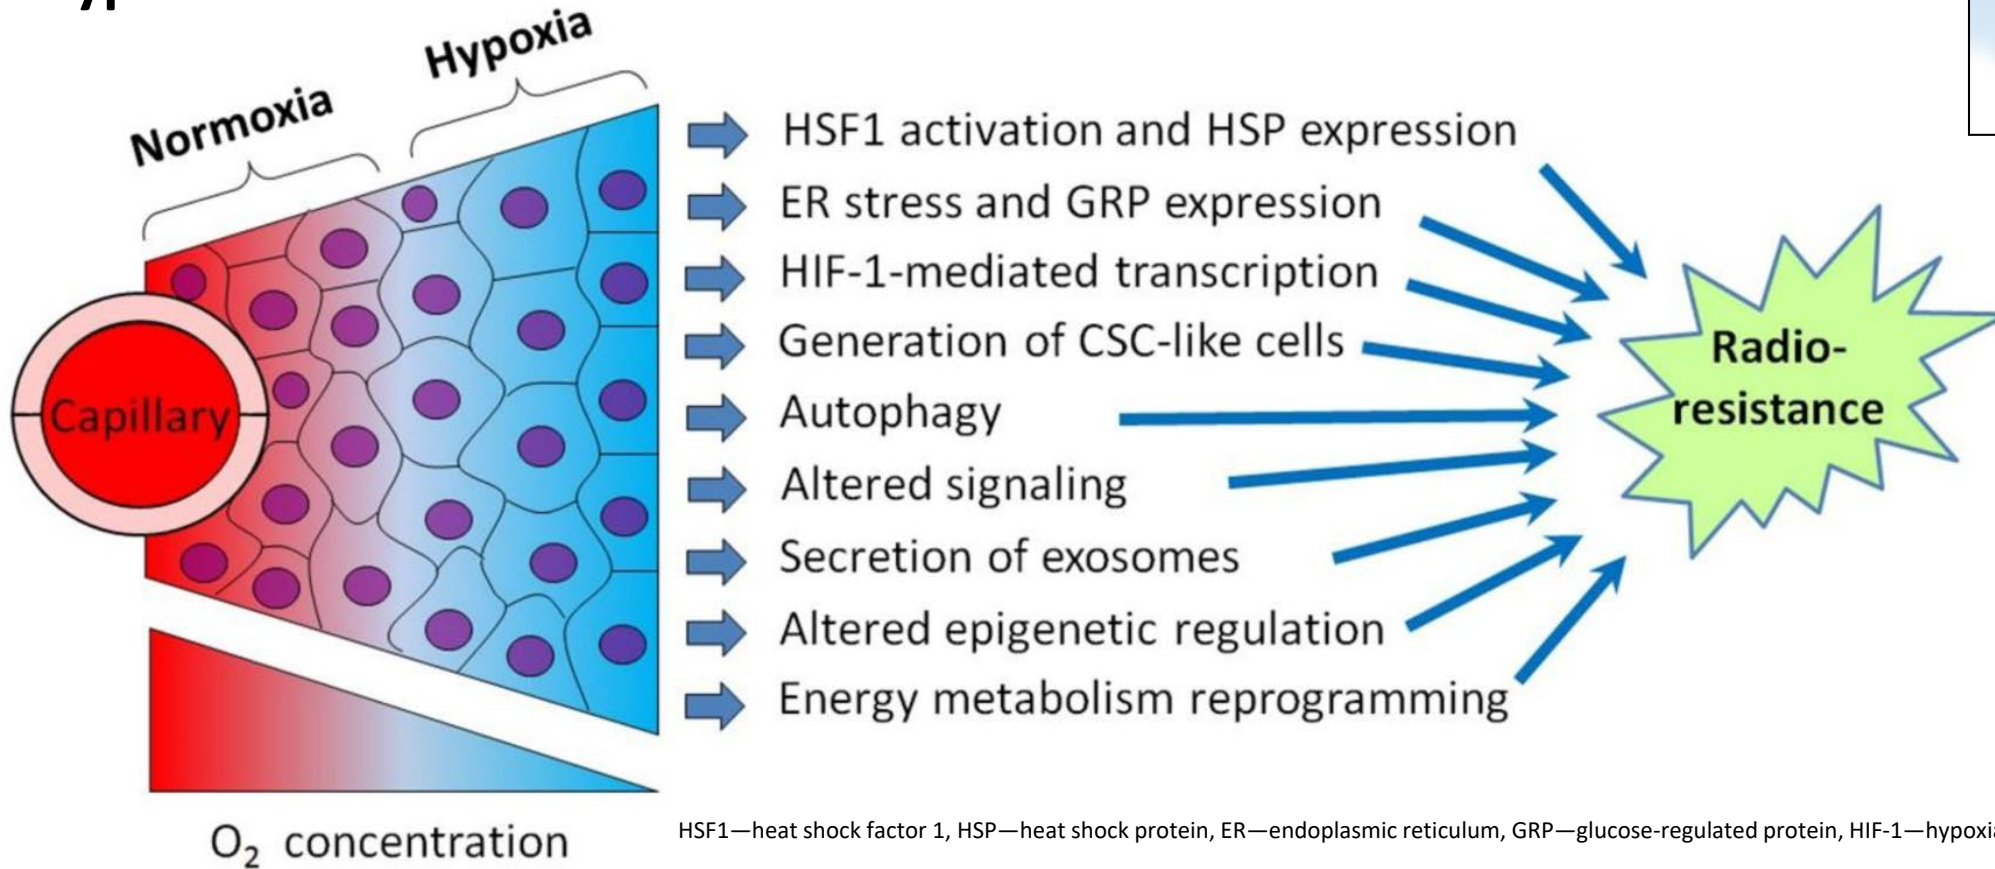 Hypoxia
Normoxia
Capillary
O₂ concentration
HSF1 activation and HSP expression
ER stress and GRP expression
HIF-1-mediated transcription
Generation of CSC-like cells
Autophagy
Altered signaling
Secretion of exosomes
Altered epigenetic regulation
Energy metabolism reprogramming
Radio-
resistance
HSF1—heat shock factor 1, HSP—heat shock protein, ER—endoplasmic reticulum, GRP—glucose-regulated protein, HIF-1—hypoxia